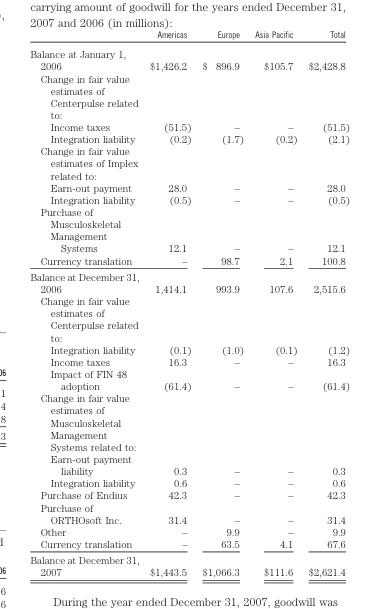 carrying amount of goodwill for the years ended December 31,
2007 and 2006 (in millions):
Americas Europe Asia Pacific Total
Balance at January 1,
2006 $1,426.2 $ 896.9 $105.7 $2,428.8
Change in fair value
estimates of
Centerpulse related
to:
Income taxes (51.5) – – (51.5)
Integration liability (0.2) (1.7) (0.2) (2.1)
Change in fair value
estimates of Implex
related to:
Earn-out payment 28.0 – – 28.0
Integration liability (0.5) – – (0.5)
Purchase of
Musculoskeletal
Management
Systems 12.1 – – 12.1
Currency translation – 98.7 2.1 100.8
Balance at December 31,
2006 1,414.1 993.9 107.6 2,515.6
Change in fair value
estimates of
Centerpulse related
to:
Integration liability (0.1) (1.0) (0.1) (1.2)
Income taxes 16.3 – – 16.3
Impact of FIN 48
adoption (61.4) – – (61.4)
Change in fair value
estimates of
Musculoskeletal
Management
Systems related to:
Earn-out payment
liability 0.3 – – 0.3
Integration liability 0.6 – – 0.6
Purchase of Endius 42.3 – – 42.3
Purchase of
ORTHOsoft Inc. 31.4 – – 31.4
Other – 9.9 – 9.9
Currency translation – 63.5 4.1 67.6
Balance at December 31,
2007 $1,443.5 $1,066.3 $111.6 $2,621.4
During the year ended December 31, 2007, goodwill was